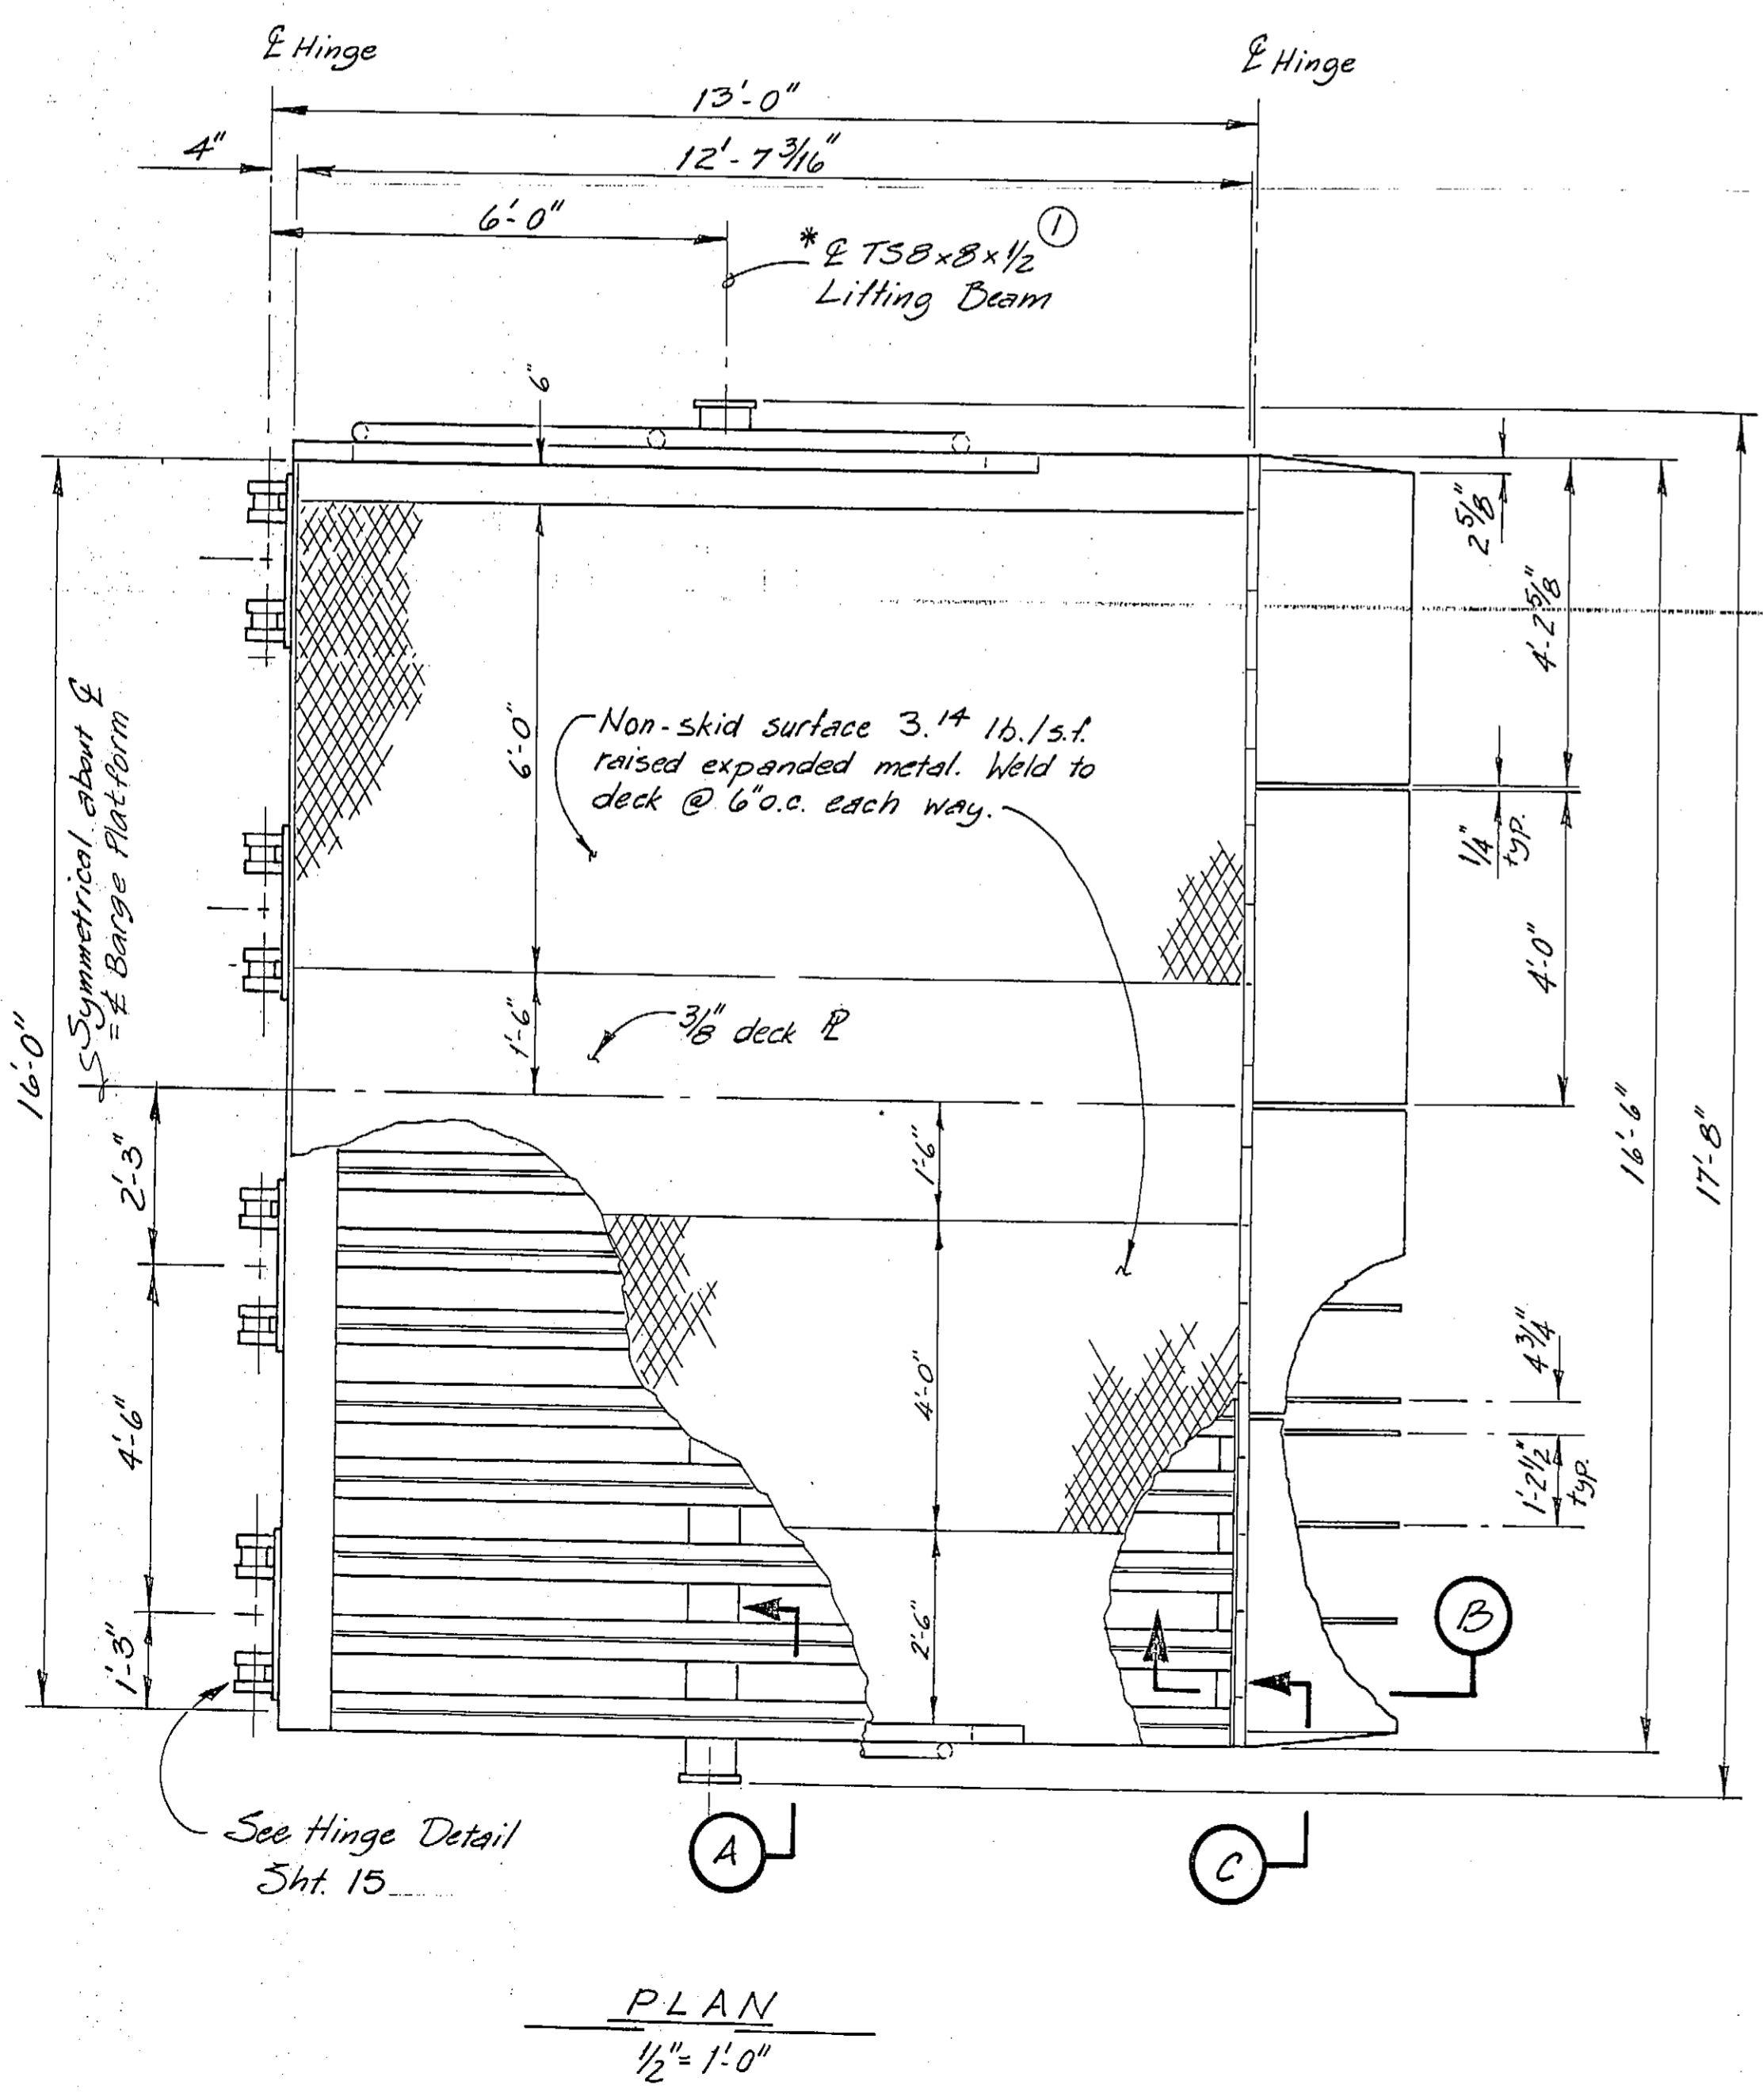 ℄ Hinge
℄ Hinge
13'-0"
4"
12'-7 3/16"
6'-0"
* ℄ TS8x8x1/2 ①
Lifting Beam
6"
2 5/8"
4'-2 5/8"
6'-0"
Non-skid surface 3.14 lb./s.f.
raised expanded metal. Weld to
deck @ 6" o.c. each way.
Symmetrical about ℄
= ℄ Barge Platform
1/4"
typ.
4'-0"
1'-6"
3/8" deck ℞
16'-0"
2'-3"
1'-6"
16'-6"
17'-8"
4'-0"
4 3/4"
4'-6"
1'-2 1/2"
typ.
2'-6"
1'-3"
B
See Hinge Detail
Sht. 15
A
C
PLAN
1/2" = 1'-0"